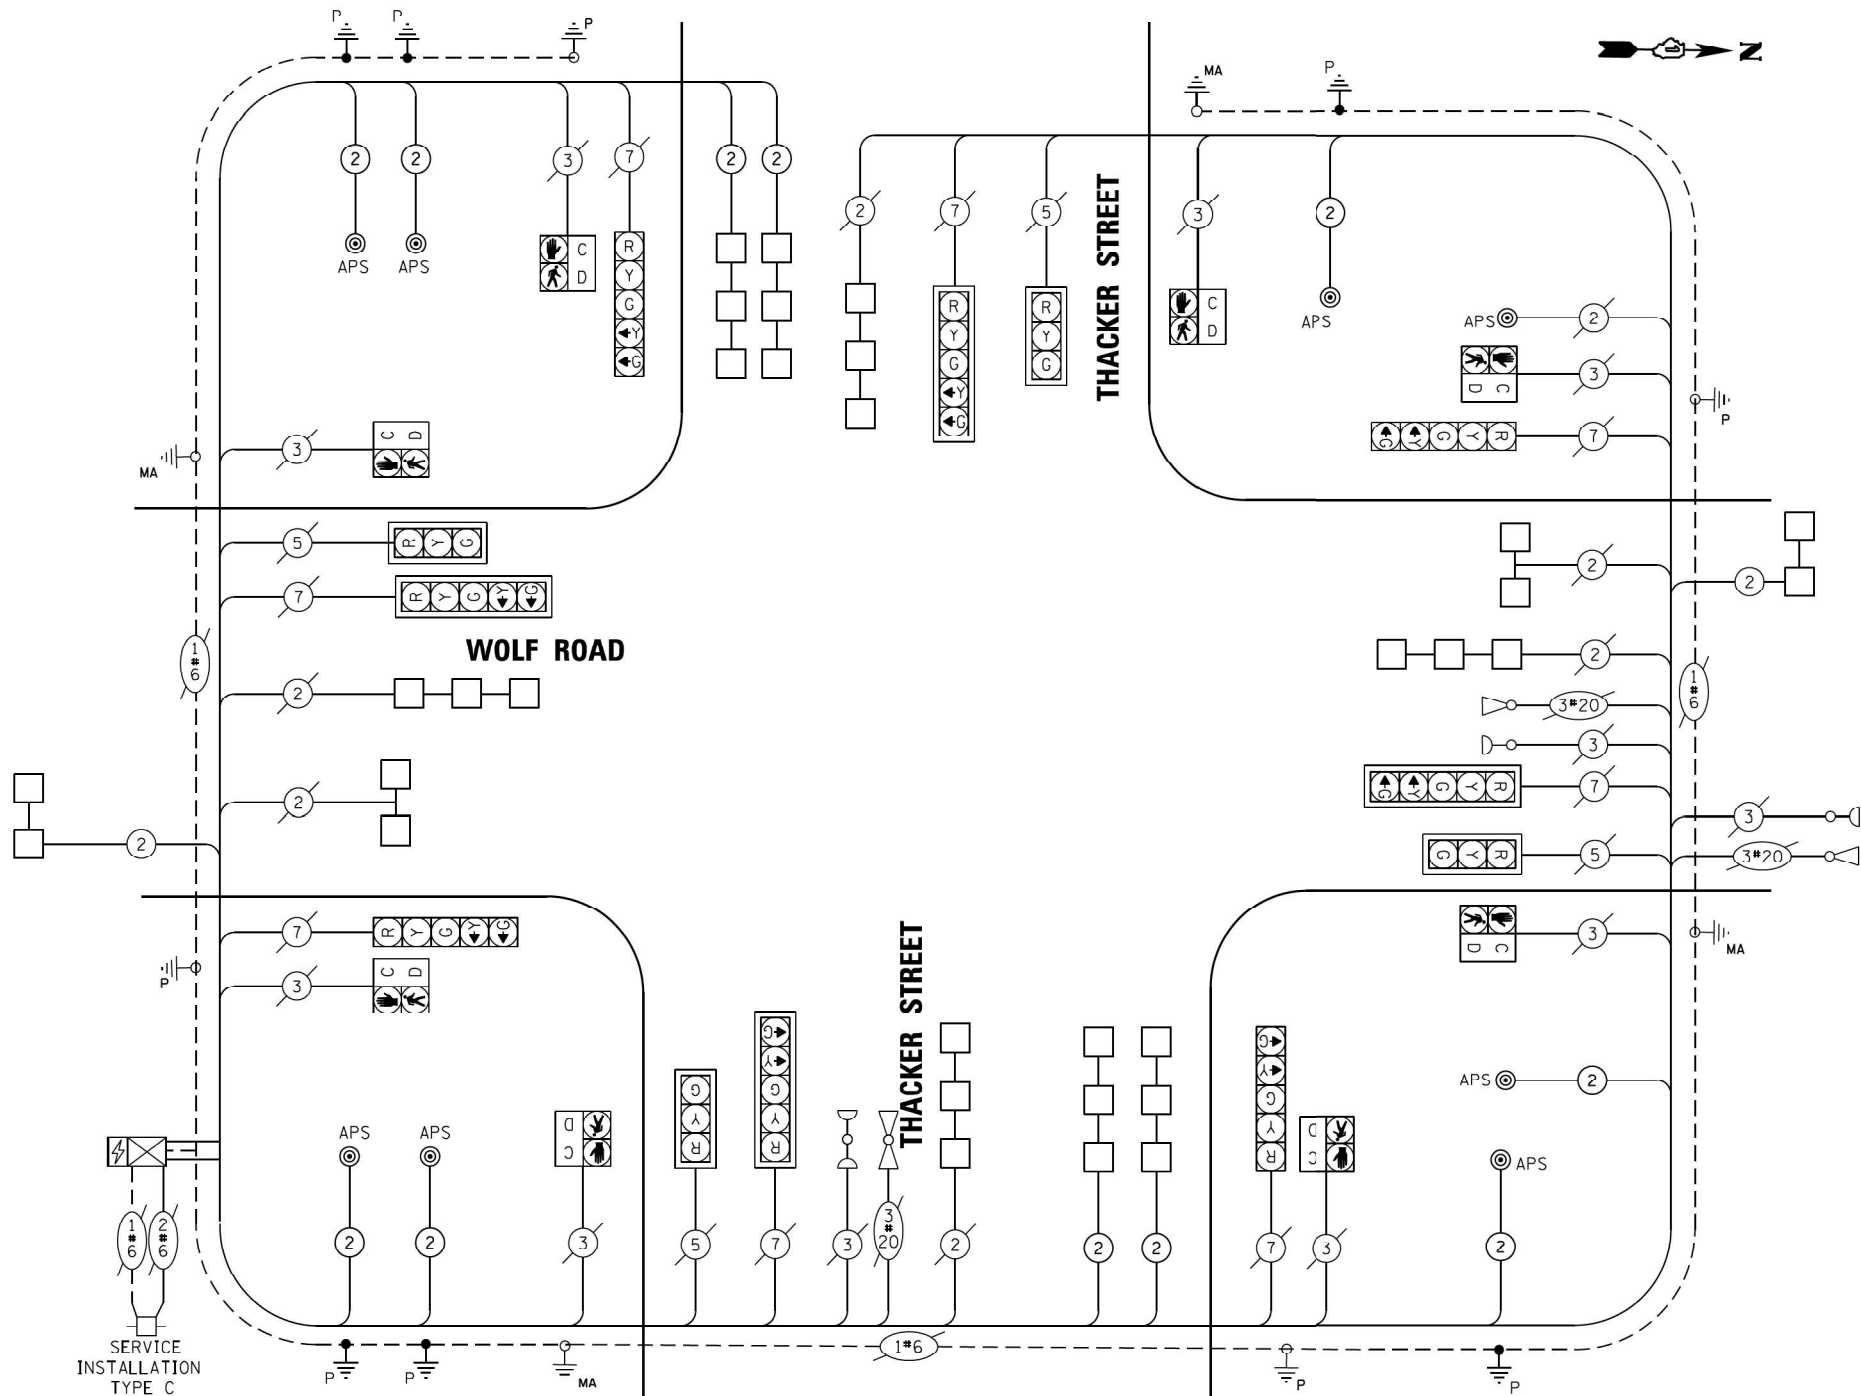 P P P
MA P
N
2 2 3 7 2 2
2 7 5 3 2
APS APS
C
D
R
Y
G
Y
G
R
Y
G
Y
G
R
Y
G
THACKER STREET
C
D
APS
APS 2
C D 3
R Y G Y G 7
P
MA 3 C D
5 R Y G
7 R Y G Y G
WOLF ROAD
1
#
6
2
2
2
2
2
2
3#20
3
1
#
6
R Y G Y G 7
3
R Y G 5
3#20
C D 3
MA
7 R Y G Y G
P
3 C D
THACKER STREET
APS APS
C
D
R
Y
G
R
Y
G
Y
G
R
Y
G
Y
G
C
D
APS 2
APS
1
#
6
2
#
6
2 2 3 5 7 3
3
#
20
2 2 2 7 3 2
SERVICE
INSTALLATION
TYPE C
P P MA
1#6
P P